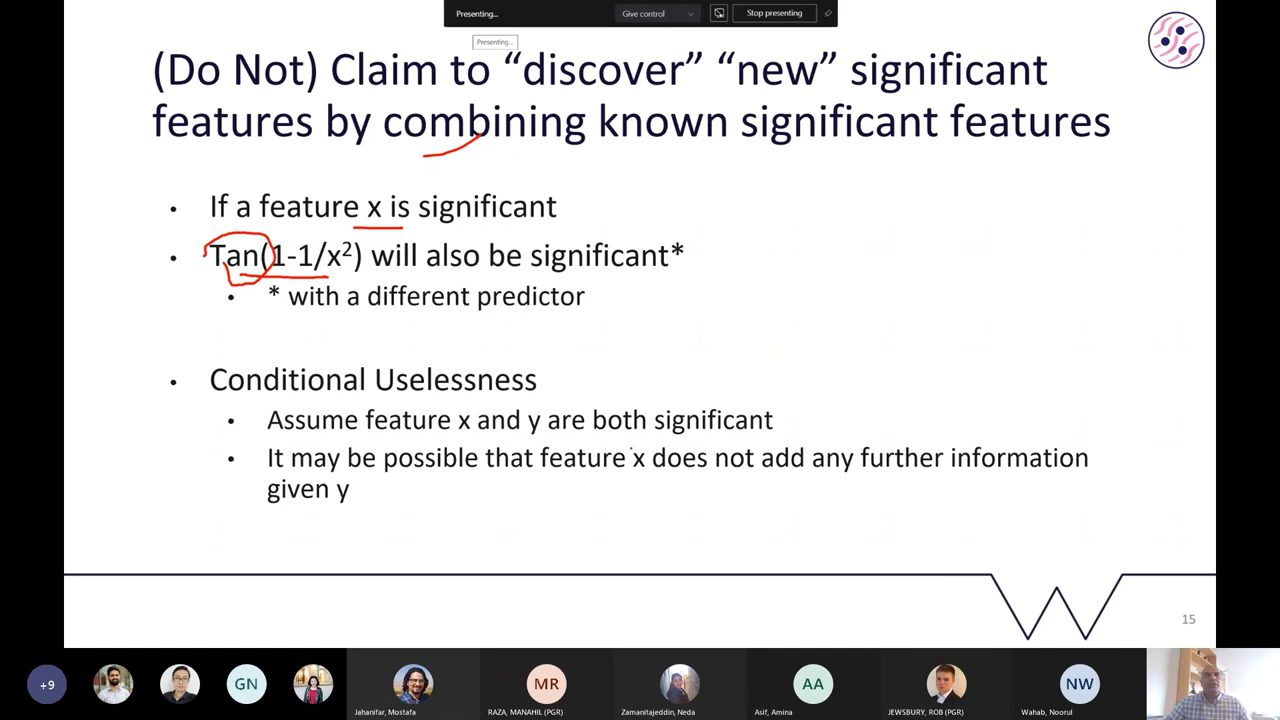 Presenting...
Give control
Stop presenting
Presenting...
(Do Not) Claim to “discover” “new” significant
features by combining known significant features
• If a feature x is significant
• Tan(1-1/x²) will also be significant*
• * with a different predictor
• Conditional Uselessness
• Assume feature x and y are both significant
• It may be possible that feature x does not add any further information
given y
15
+9
GN
MR
AA
NW
Jahanifar, Mostafa
RAZA, MANAHIL (PGR)
Zamanitajeddin, Neda
Asif, Amina
JEWSBURY, ROB (PGR)
Wahab, Noorul